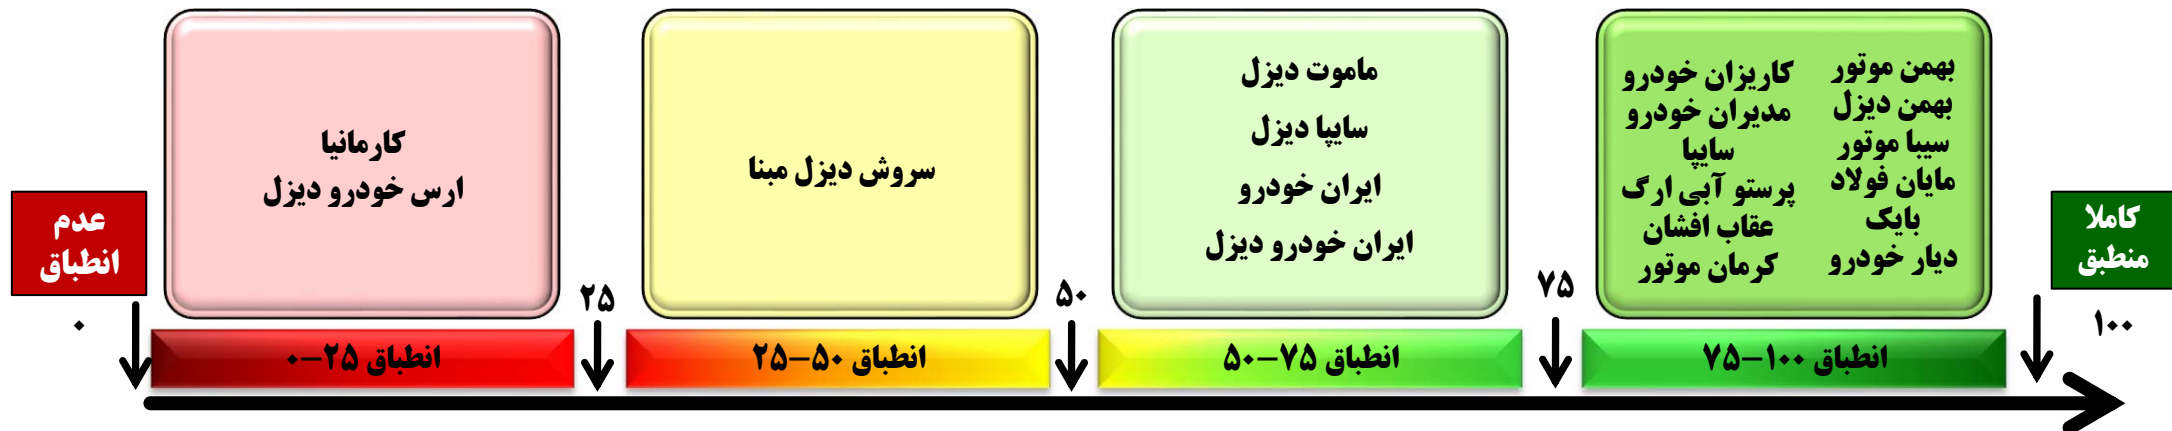 بهمن موتور
بهمن دیزل
سیبا موتور
مایان فولاد
بایک
دیار خودرو
کاریزان خودرو
مدیران خودرو
سایپا
پرستو آبی ارگ
عقاب افشان
کرمان موتور
ماموت دیزل
سایپا دیزل
ایران خودرو
ایران خودرو دیزل
سروش دیزل مبنا
کارمانیا
ارس خودرو دیزل
کاملا
منطبق
۱۰۰
۷۵
۵۰
۲۵
عدم
انطباق
۰
انطباق ۱۰۰–۷۵
انطباق ۷۵–۵۰
انطباق ۵۰–۲۵
انطباق ۲۵–۰